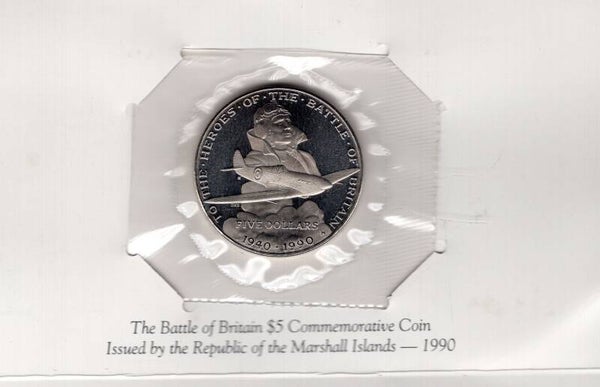 TO·THE·HEROES·OF·THE·BATTLE·OF·BRITAIN
FIVE DOLLARS
1940·1990
The Battle of Britain $5 Commemorative Coin
Issued by the Republic of the Marshall Islands — 1990